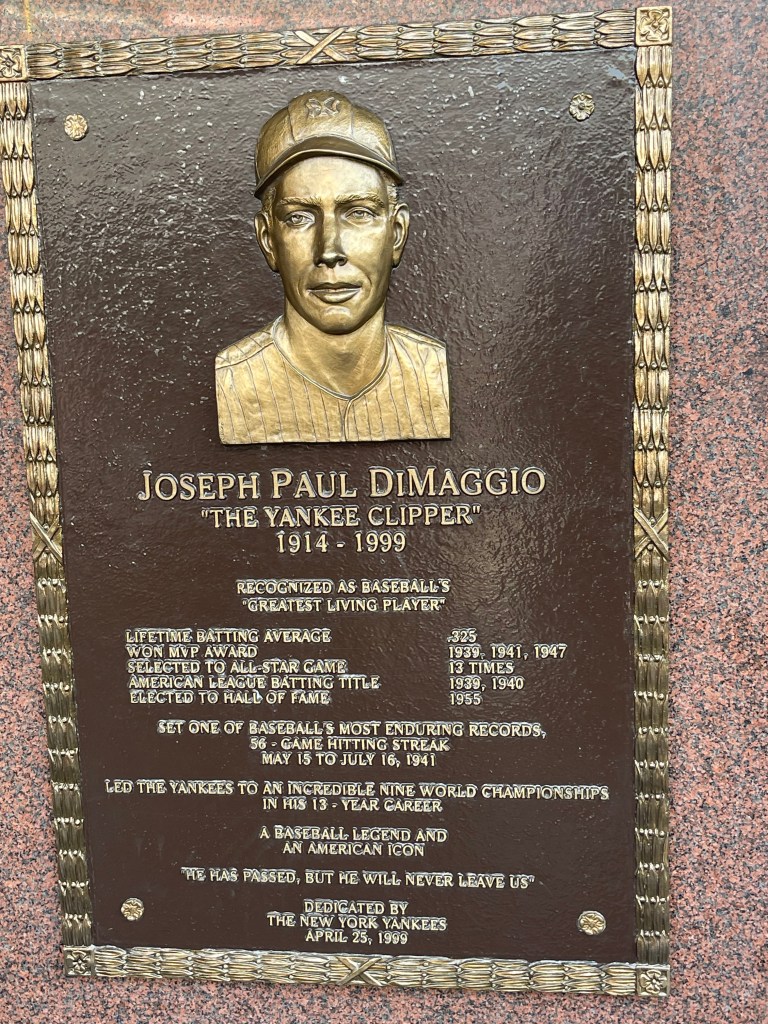 JOSEPH PAUL DIMAGGIO
"THE YANKEE CLIPPER"
1914 - 1999
RECOGNIZED AS BASEBALL'S
"GREATEST LIVING PLAYER"
LIFETIME BATTING AVERAGE .325
WON MVP AWARD 1939, 1941, 1947
SELECTED TO ALL-STAR GAME 13 TIMES
AMERICAN LEAGUE BATTING TITLE 1939, 1940
ELECTED TO HALL OF FAME 1955
SET ONE OF BASEBALL'S MOST ENDURING RECORDS,
56 - GAME HITTING STREAK
MAY 15 TO JULY 16, 1941
LED THE YANKEES TO AN INCREDIBLE NINE WORLD CHAMPIONSHIPS
IN HIS 13 - YEAR CAREER
A BASEBALL LEGEND AND
AN AMERICAN ICON
"HE HAS PASSED, BUT HE WILL NEVER LEAVE US"
DEDICATED BY
THE NEW YORK YANKEES
APRIL 25, 1999